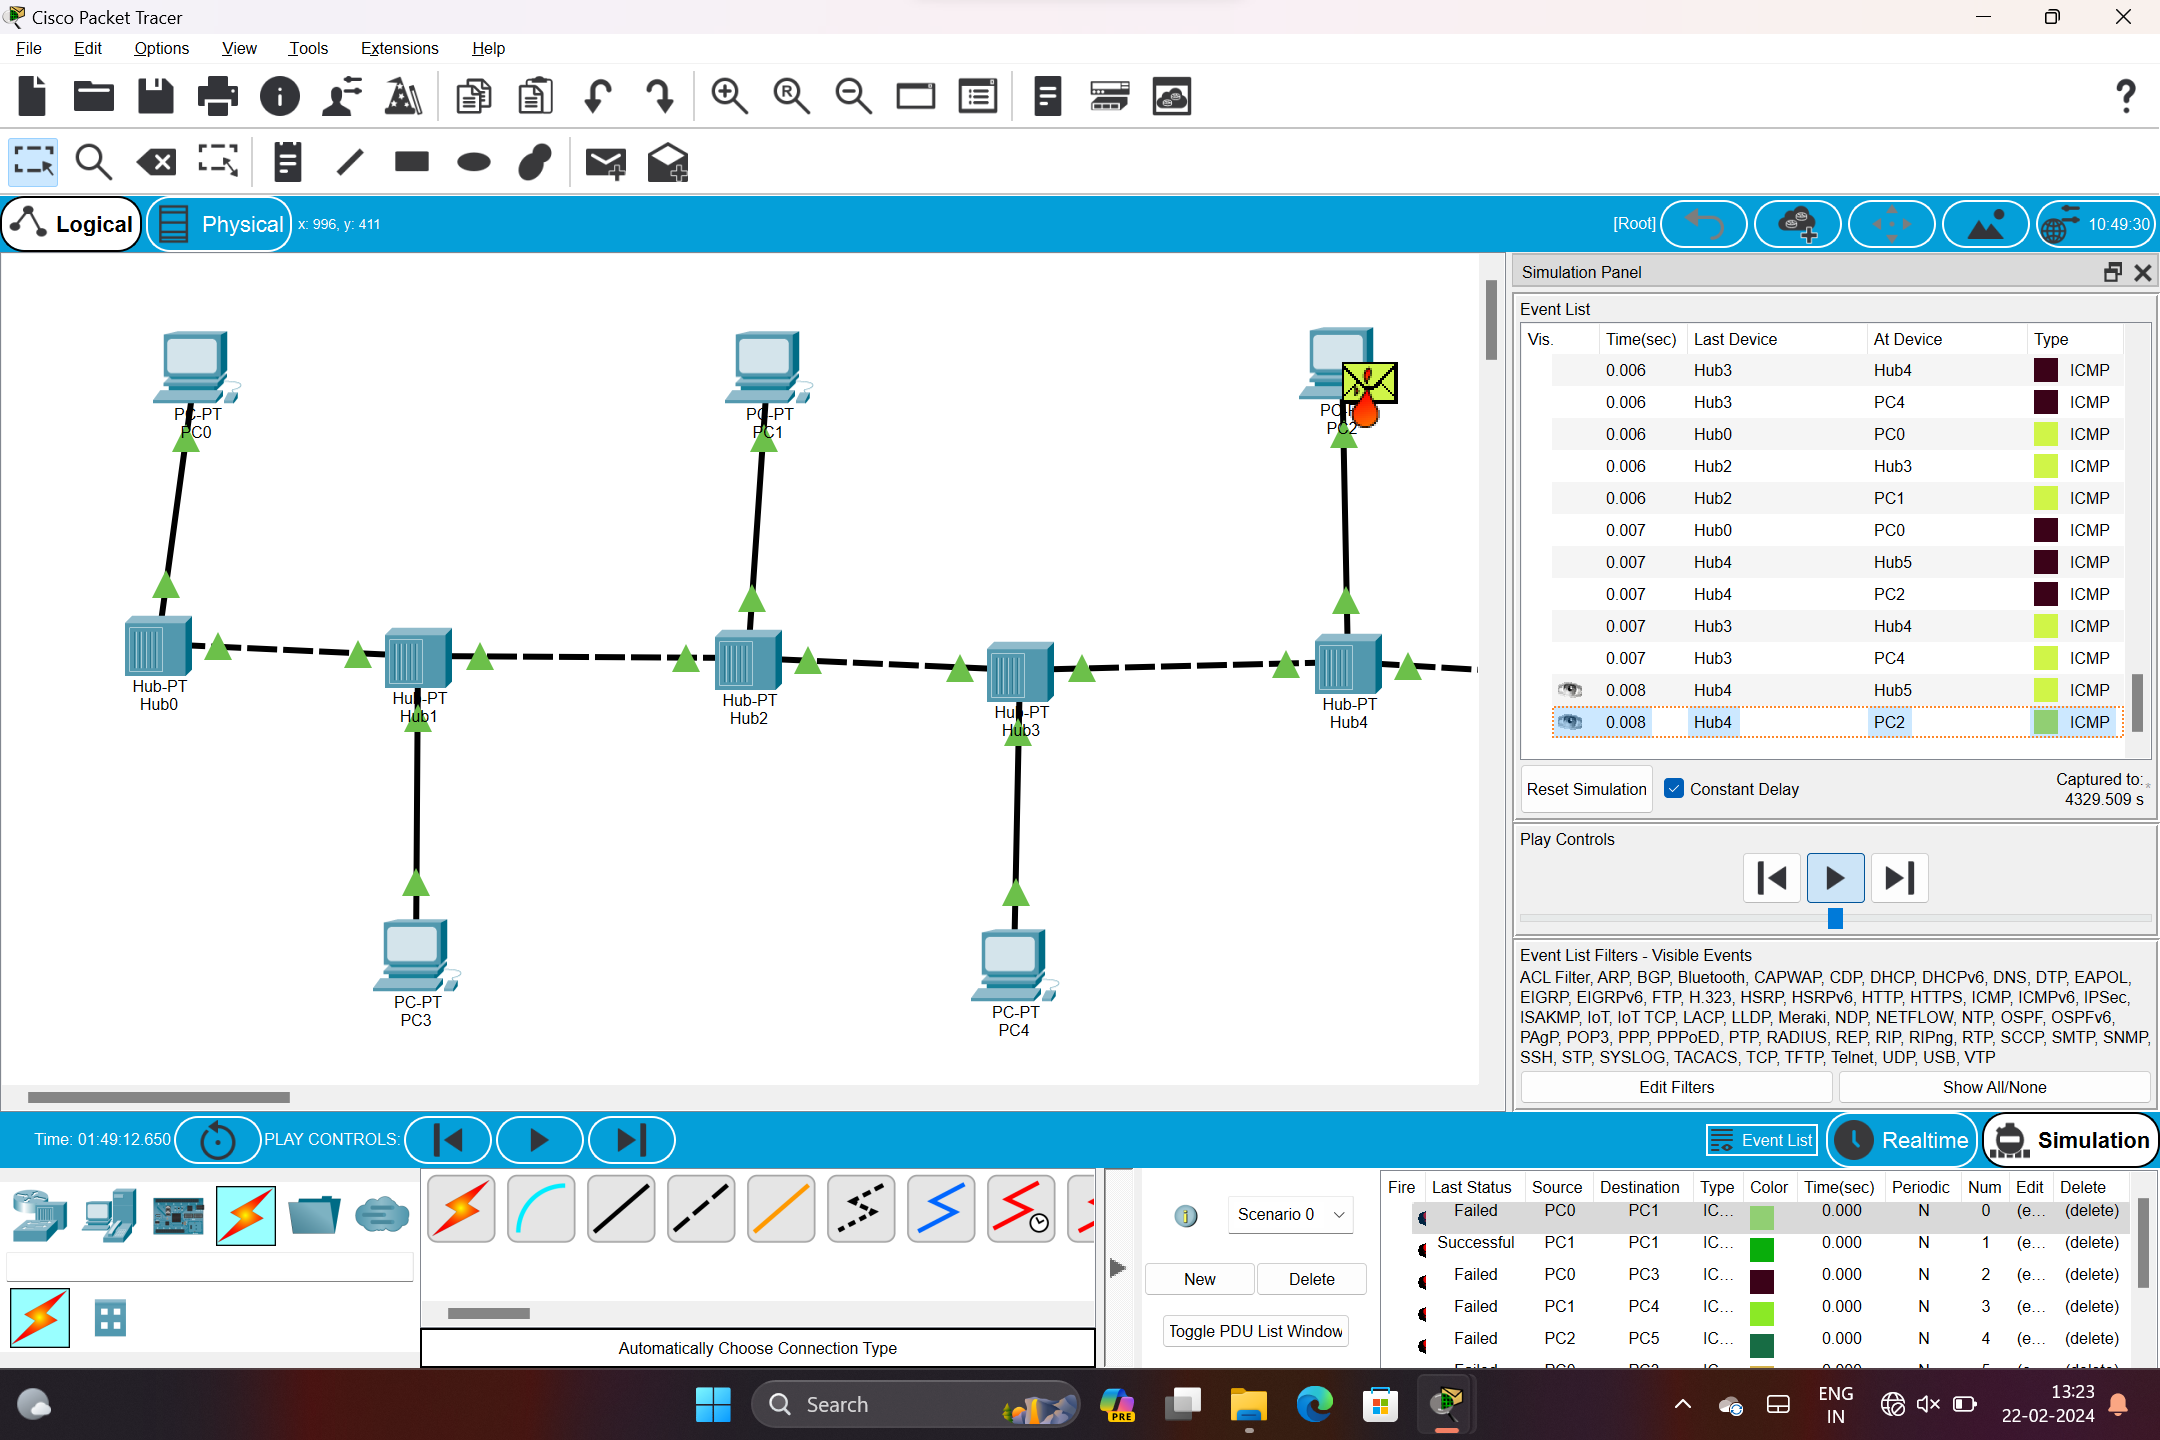 Cisco Packet Tracer
File Edit Options View Tools Extensions Help
Logical Physical x: 996, y: 411 [Root] 10:49:30
PC-PT
PC0
PC-PT
PC1
PC2
Hub-PT
Hub0
Hub-PT
Hub1
Hub-PT
Hub2
Hub-PT
Hub3
Hub-PT
Hub4
PC-PT
PC3
PC-PT
PC4
Simulation Panel
Event List
Vis. Time(sec) Last Device At Device Type
0.006 Hub3 Hub4 ICMP
0.006 Hub3 PC4 ICMP
0.006 Hub0 PC0 ICMP
0.006 Hub2 Hub3 ICMP
0.006 Hub2 PC1 ICMP
0.007 Hub0 PC0 ICMP
0.007 Hub4 Hub5 ICMP
0.007 Hub4 PC2 ICMP
0.007 Hub3 Hub4 ICMP
0.007 Hub3 PC4 ICMP
0.008 Hub4 Hub5 ICMP
0.008 Hub4 PC2 ICMP
Reset Simulation Constant Delay Captured to: *
4329.509 s
Play Controls
Event List Filters - Visible Events
ACL Filter, ARP, BGP, Bluetooth, CAPWAP, CDP, DHCP, DHCPv6, DNS, DTP, EAPOL,
EIGRP, EIGRPv6, FTP, H.323, HSRP, HSRPv6, HTTP, HTTPS, ICMP, ICMPv6, IPSec,
ISAKMP, IoT, IoT TCP, LACP, LLDP, Meraki, NDP, NETFLOW, NTP, OSPF, OSPFv6,
PAgP, POP3, PPP, PPPoED, PTP, RADIUS, REP, RIP, RIPng, RTP, SCCP, SMTP, SNMP,
SSH, STP, SYSLOG, TACACS, TCP, TFTP, Telnet, UDP, USB, VTP
Edit Filters Show All/None
Time: 01:49:12.650 PLAY CONTROLS: Event List Realtime Simulation
Scenario 0
New Delete
Toggle PDU List Window
Automatically Choose Connection Type
Fire Last Status Source Destination Type Color Time(sec) Periodic Num Edit Delete
Failed PC0 PC1 IC... 0.000 N 0 (e... (delete)
Successful PC1 PC1 IC... 0.000 N 1 (e... (delete)
Failed PC0 PC3 IC... 0.000 N 2 (e... (delete)
Failed PC1 PC4 IC... 0.000 N 3 (e... (delete)
Failed PC2 PC5 IC... 0.000 N 4 (e... (delete)
Search
PRE
ENG
IN
13:23
22-02-2024